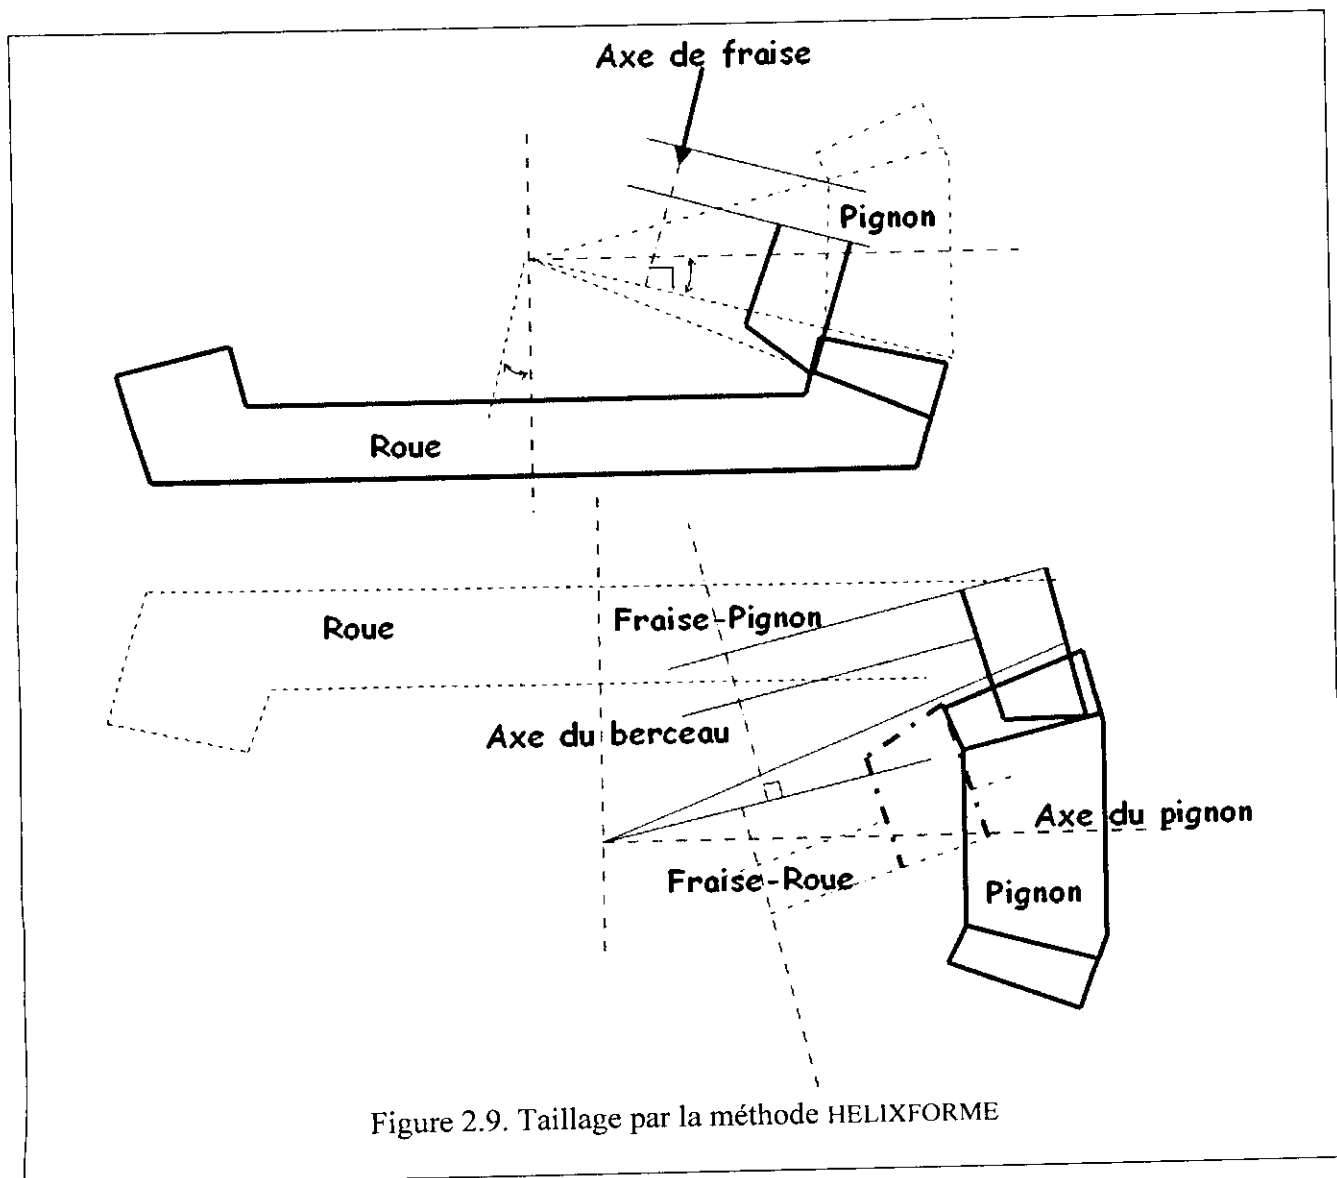 Axe de fraise
Pignon
Roue
Roue
Fraise-Pignon
Axe du berceau
Axe du pignon
Fraise-Roue
Pignon
Figure 2.9. Taillage par la méthode HELIXFORME